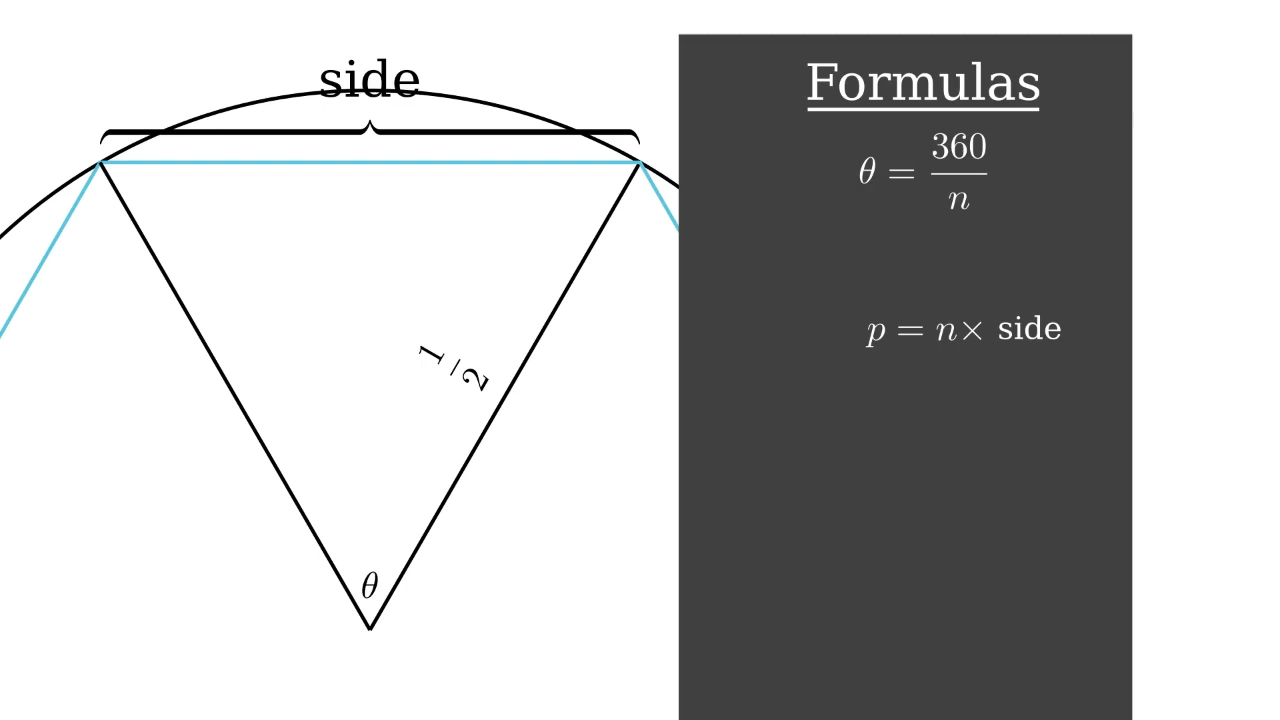 side
1/2
θ
Formulas
θ = 360/n
p = n× side